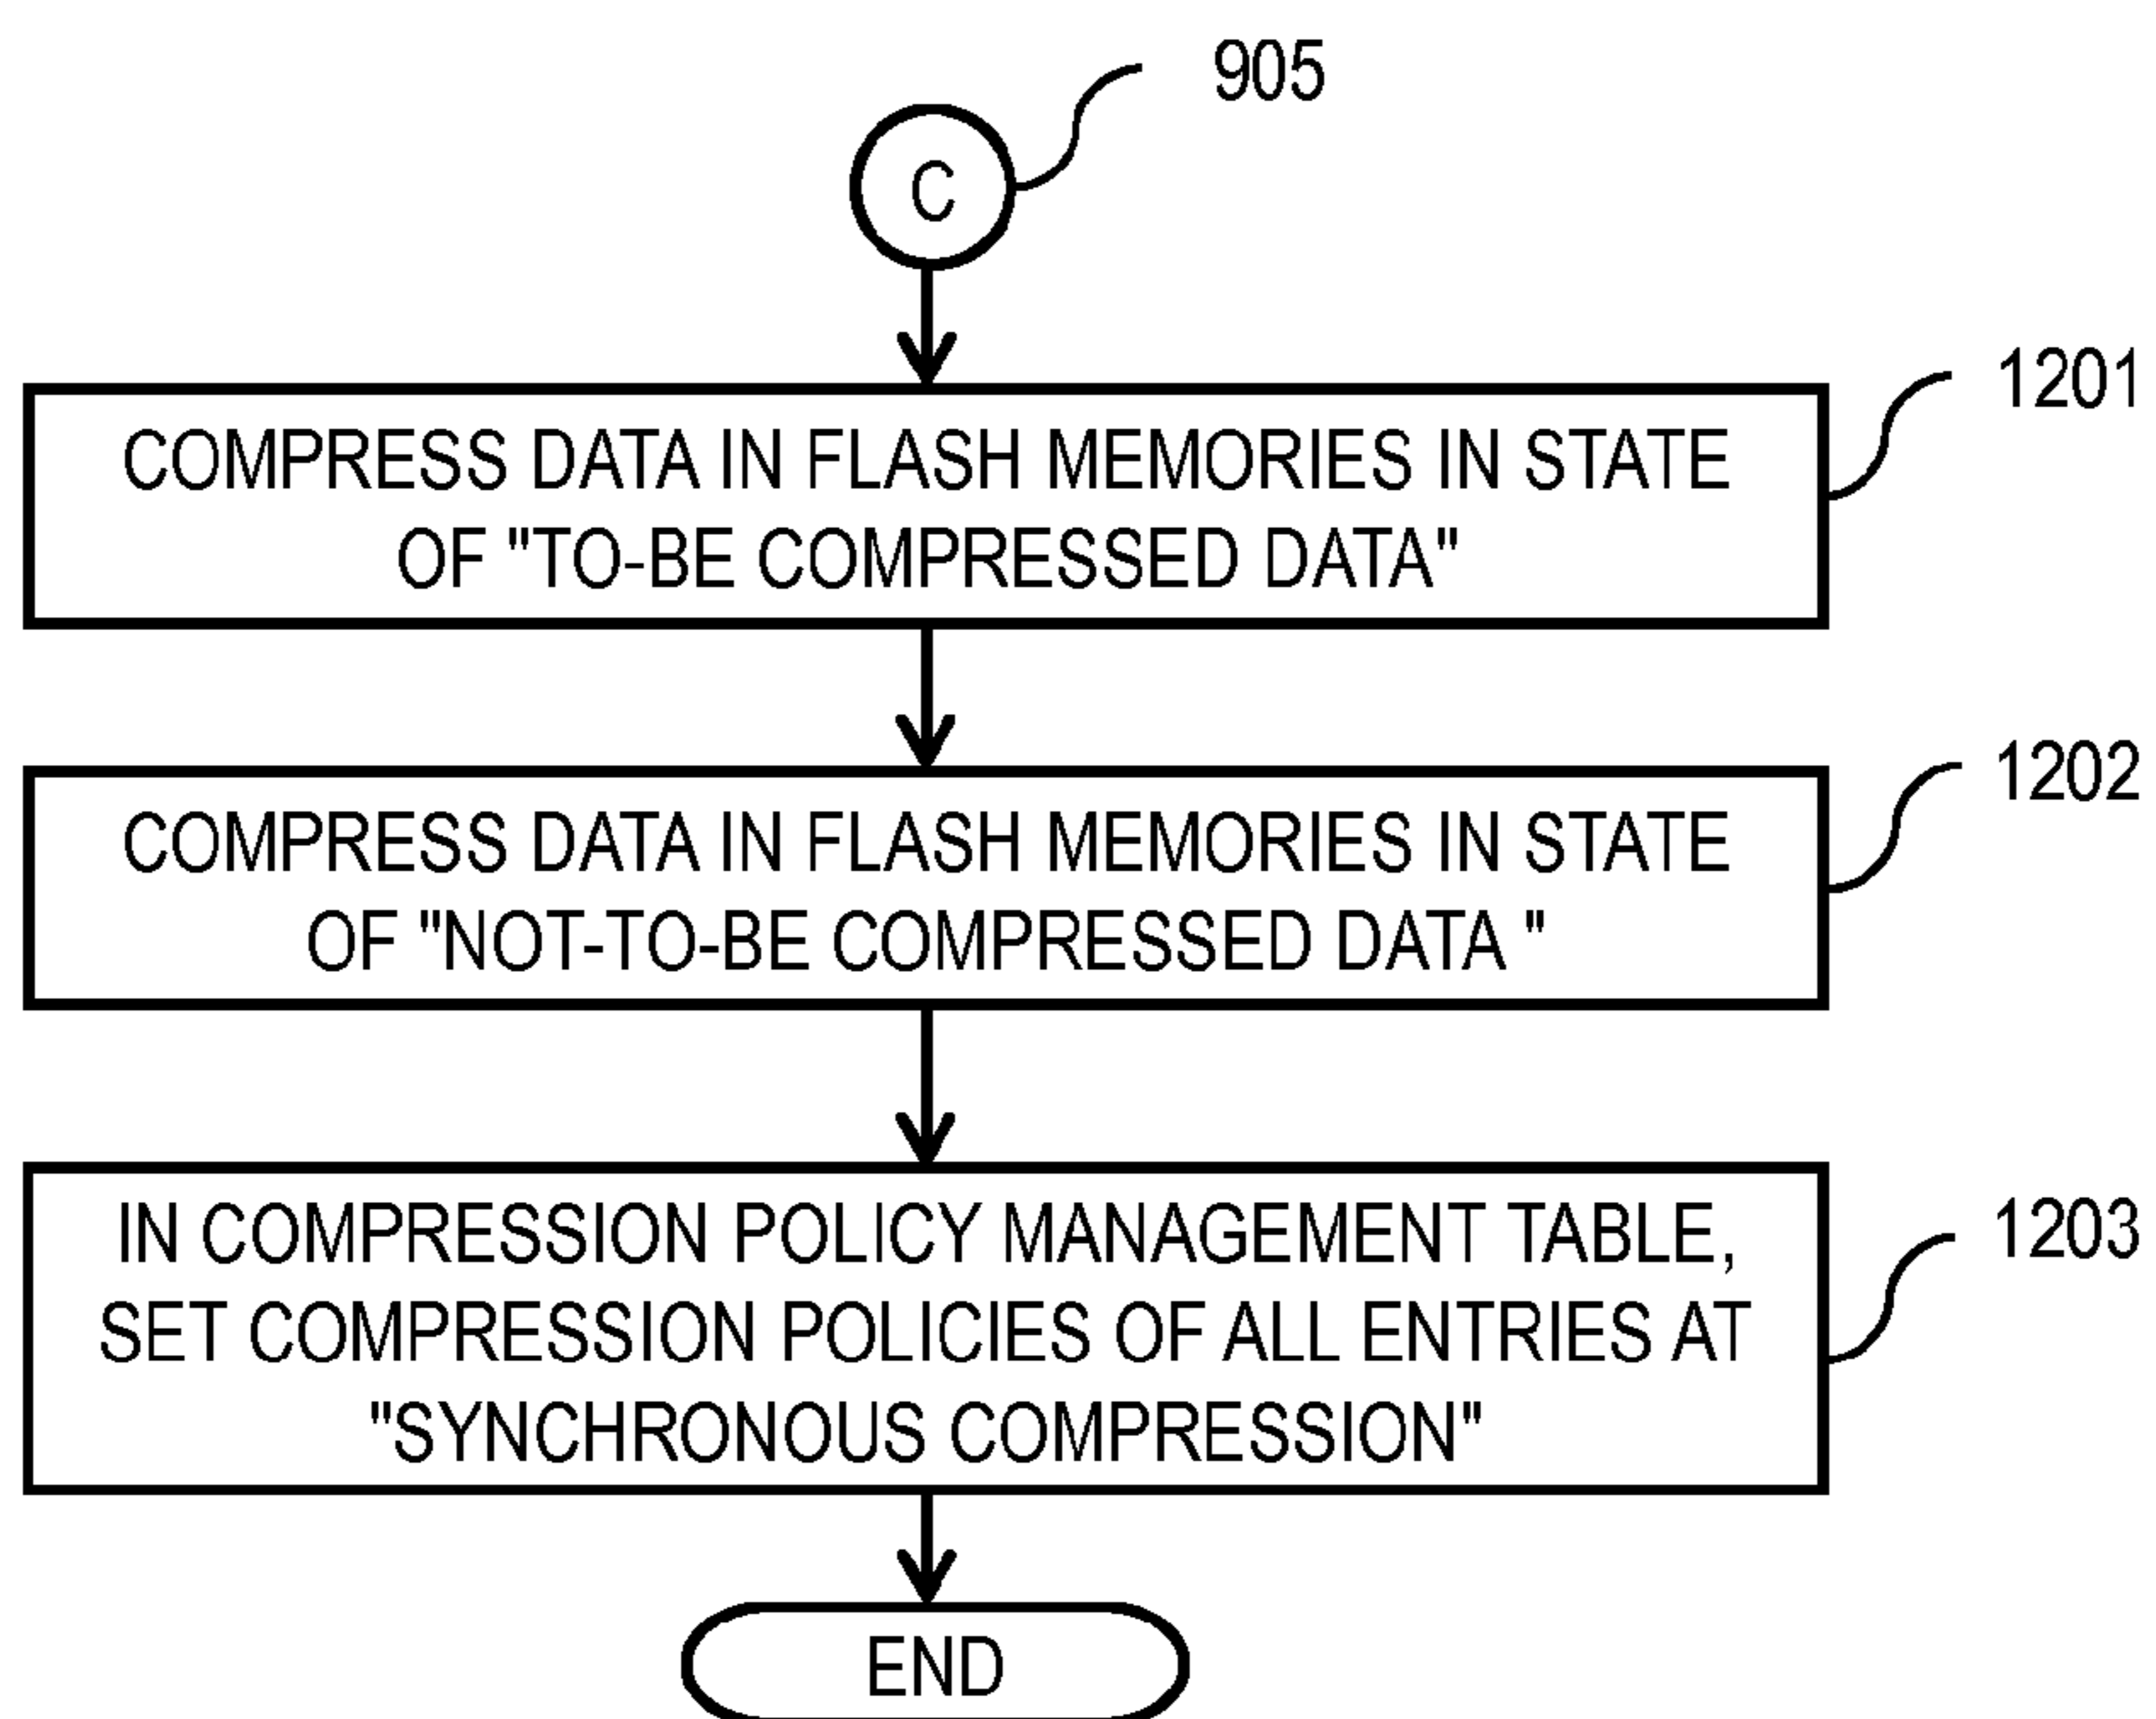 905
C
1201
COMPRESS DATA IN FLASH MEMORIES IN STATE
OF "TO-BE COMPRESSED DATA"
1202
COMPRESS DATA IN FLASH MEMORIES IN STATE
OF "NOT-TO-BE COMPRESSED DATA "
1203
IN COMPRESSION POLICY MANAGEMENT TABLE,
SET COMPRESSION POLICIES OF ALL ENTRIES AT
"SYNCHRONOUS COMPRESSION"
END